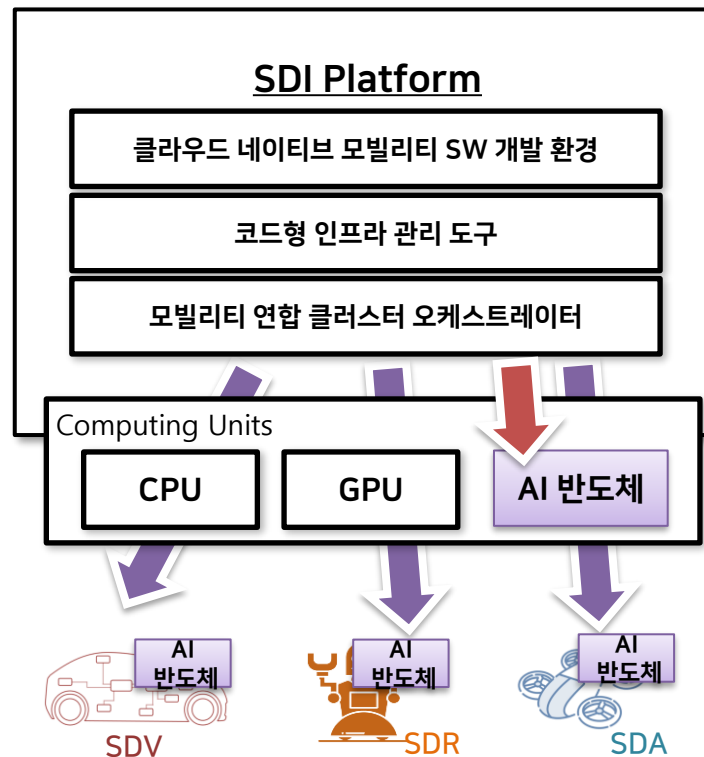 SDI Platform
클라우드 네이티브 모빌리티 SW 개발 환경
코드형 인프라 관리 도구
모빌리티 연합 클러스터 오케스트레이터
Computing Units
CPU
GPU
AI 반도체
AI
반도체
SDV
AI
반도체
SDR
AI
반도체
SDA